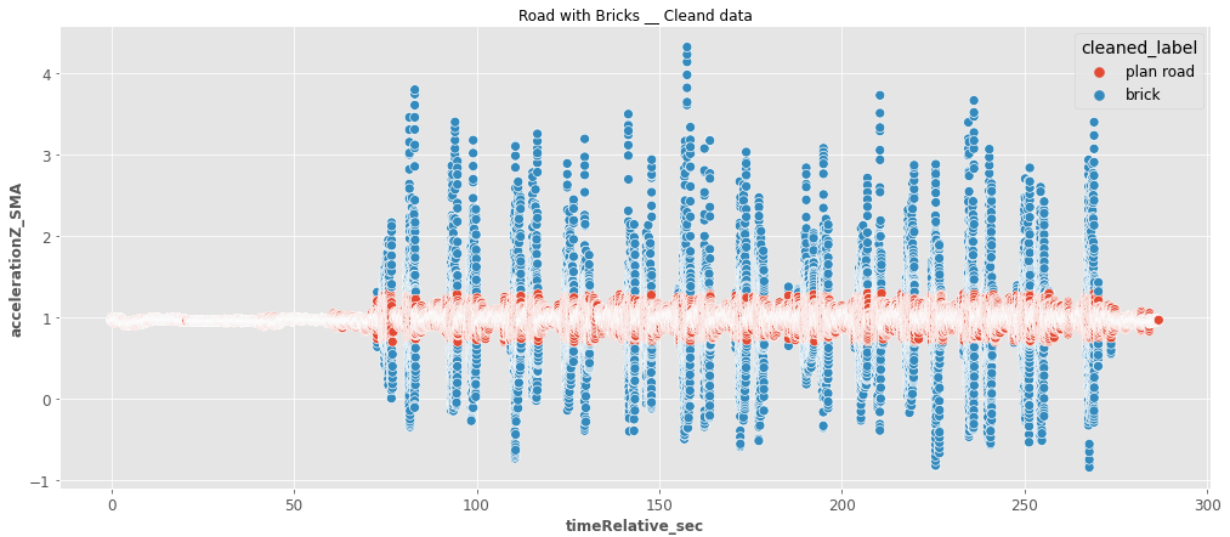 Road with Bricks __ Cleand data
cleaned_label
plan road
brick
accelerationZ_SMA
4
3
2
1
0
−1
0 50 100 150 200 250 300
timeRelative_sec